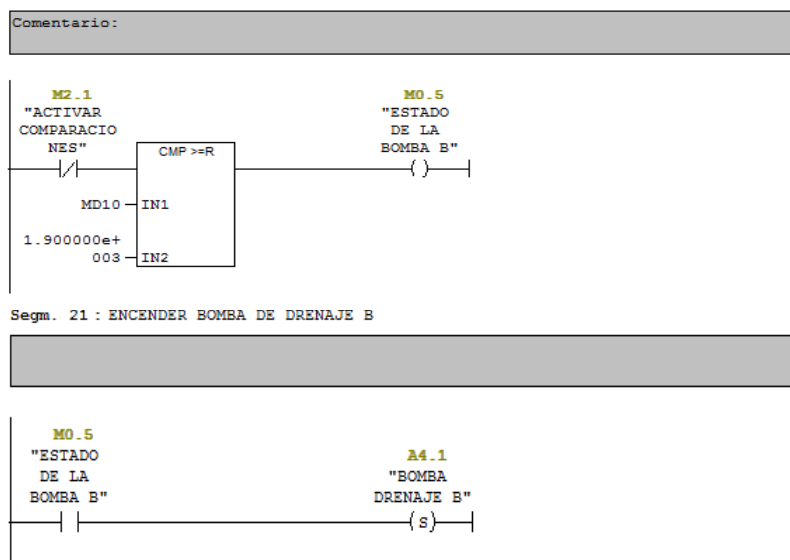 Comentario:
M2.1
"ACTIVAR
COMPARACIO
NES"
M0.5
"ESTADO
DE LA
BOMBA B"
CMP >=R
MD10
IN1
1.900000e+
003
IN2
Segm. 21 : ENCENDER BOMBA DE DRENAJE B
M0.5
"ESTADO
DE LA
BOMBA B"
A4.1
"BOMBA
DRENAJE B"
S